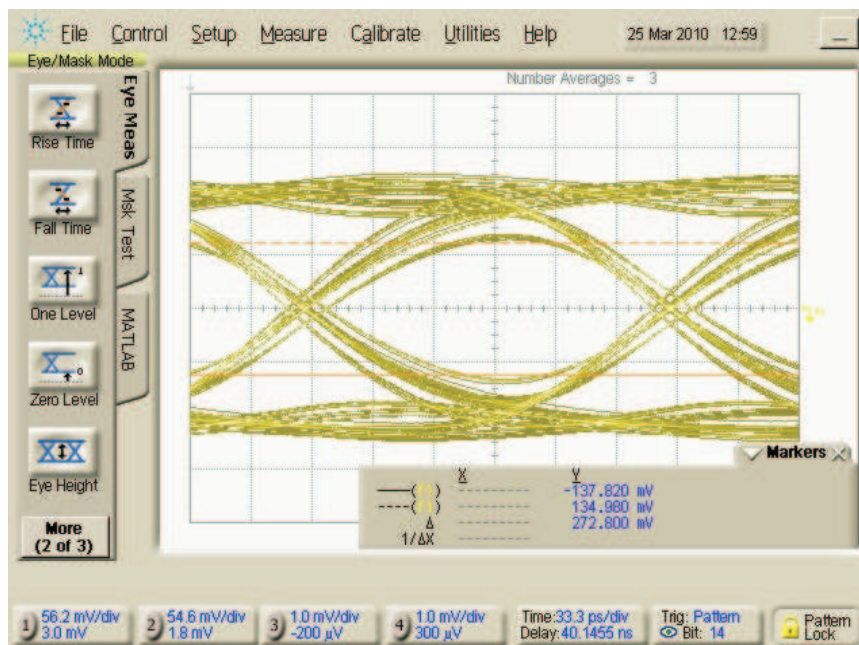 File Control Setup Measure Calibrate Utilities Help 25 Mar 2010 12:59
Eye/Mask Mode
Number Averages = 3
Eye Meas
Msk Test
MATLAB
Rise Time
Fall Time
One Level
Zero Level
Eye Height
More
(2 of 3)
Markers
X Y
—(f1) ------------ -137.820 mV
----(f1) ------------ 134.980 mV
Δ ------------ 272.800 mV
1/ΔX ------------
1) 56.2 mV/div
3.0 mV
2) 54.6 mV/div
1.8 mV
3) 1.0 mV/div
-200 µV
4) 1.0 mV/div
300 µV
Time:33.3 ps/div
Delay:40.1455 ns
Trig: Pattern
Bit: 14
Pattern
Lock